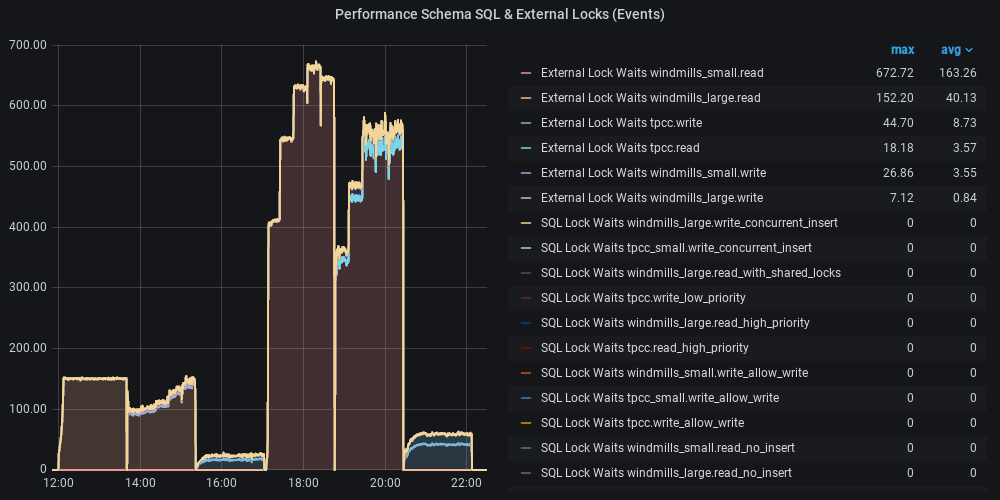 Performance Schema SQL & External Locks (Events)
700.00
600.00
500.00
400.00
300.00
200.00
100.00
0
12:00 14:00 16:00 18:00 20:00 22:00
max avg
External Lock Waits windmills_small.read 672.72 163.26
External Lock Waits windmills_large.read 152.20 40.13
External Lock Waits tpcc.write 44.70 8.73
External Lock Waits tpcc.read 18.18 3.57
External Lock Waits windmills_small.write 26.86 3.55
External Lock Waits windmills_large.write 7.12 0.84
SQL Lock Waits windmills_large.write_concurrent_insert 0 0
SQL Lock Waits tpcc_small.write_concurrent_insert 0 0
SQL Lock Waits windmills_large.read_with_shared_locks 0 0
SQL Lock Waits tpcc.write_low_priority 0 0
SQL Lock Waits windmills_large.read_high_priority 0 0
SQL Lock Waits tpcc.read_high_priority 0 0
SQL Lock Waits windmills_small.write_allow_write 0 0
SQL Lock Waits tpcc_small.write_allow_write 0 0
SQL Lock Waits tpcc.write_allow_write 0 0
SQL Lock Waits windmills_small.read_no_insert 0 0
SQL Lock Waits windmills_large.read_no_insert 0 0